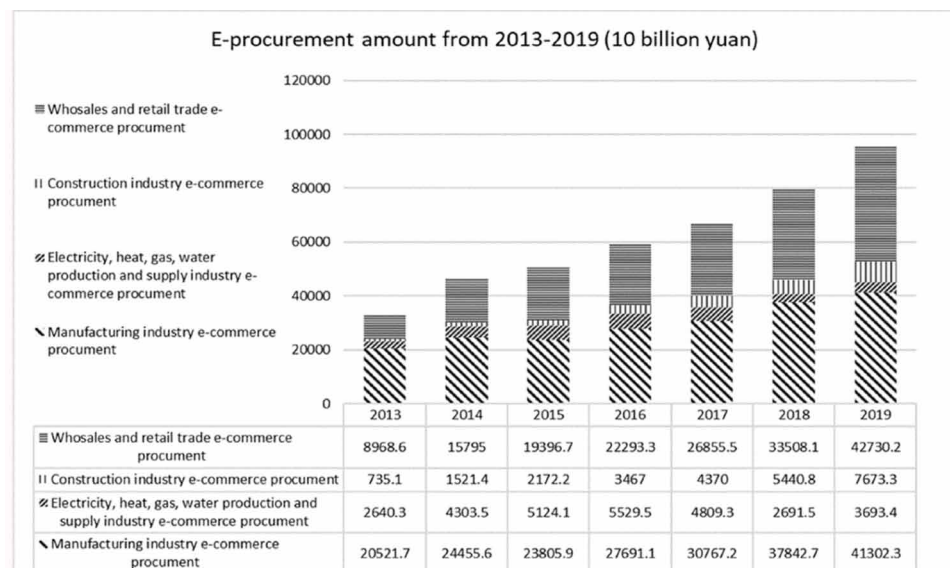 E-procurement amount from 2013-2019 (10 billion yuan)
120000
100000
80000
60000
40000
20000
0
Whosales and retail trade e-
commerce procument
Construction industry e-commerce
procument
Electricity, heat, gas, water
production and supply industry e-
commerce procument
Manufacturing industry e-commerce
procument
2013 2014 2015 2016 2017 2018 2019
Whosales and retail trade e-commerce
procument
8968.6 15795 19396.7 22293.3 26855.5 33508.1 42730.2
Construction industry e-commerce procument 735.1 1521.4 2172.2 3467 4370 5440.8 7673.3
Electricity, heat, gas, water production and
supply industry e-commerce procument
2640.3 4303.5 5124.1 5529.5 4809.3 2691.5 3693.4
Manufacturing industry e-commerce
procument
20521.7 24455.6 23805.9 27691.1 30767.2 37842.7 41302.3